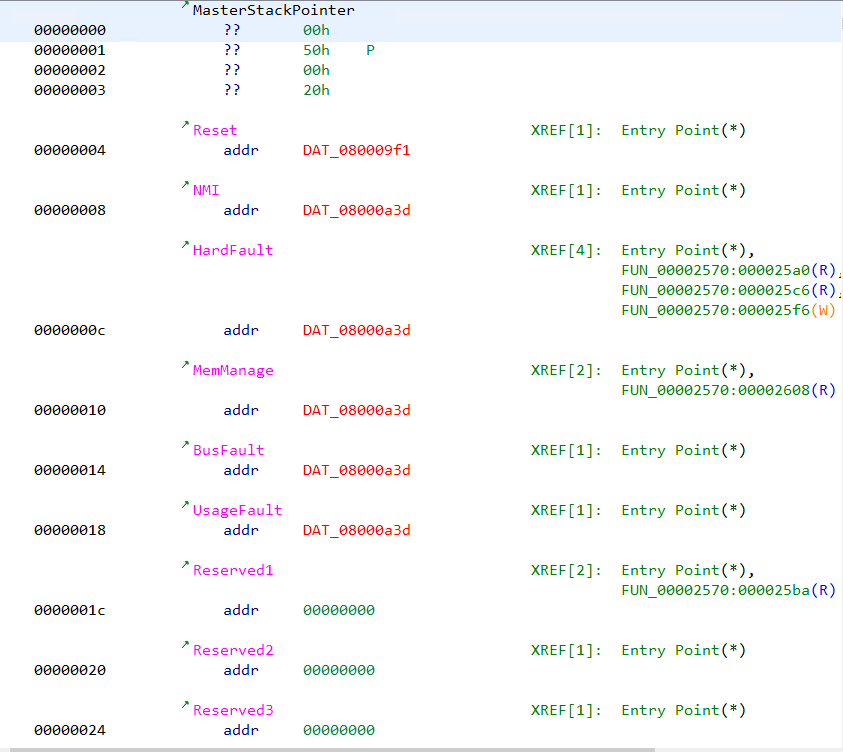 MasterStackPointer
00000000 ?? 00h
00000001 ?? 50h P
00000002 ?? 00h
00000003 ?? 20h
Reset XREF[1]: Entry Point(*)
00000004 addr DAT_080009f1
NMI XREF[1]: Entry Point(*)
00000008 addr DAT_08000a3d
HardFault XREF[4]: Entry Point(*),
FUN_00002570:000025a0(R),
FUN_00002570:000025c6(R),
FUN_00002570:000025f6(W)
0000000c addr DAT_08000a3d
MemManage XREF[2]: Entry Point(*),
FUN_00002570:00002608(R)
00000010 addr DAT_08000a3d
BusFault XREF[1]: Entry Point(*)
00000014 addr DAT_08000a3d
UsageFault XREF[1]: Entry Point(*)
00000018 addr DAT_08000a3d
Reserved1 XREF[2]: Entry Point(*),
FUN_00002570:000025ba(R)
0000001c addr 00000000
Reserved2 XREF[1]: Entry Point(*)
00000020 addr 00000000
Reserved3 XREF[1]: Entry Point(*)
00000024 addr 00000000